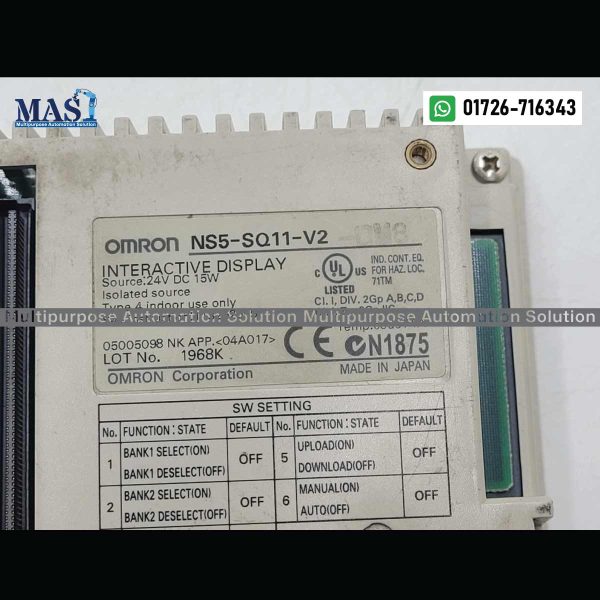 MAS
Multipurpose Automation Solution
01726-716343
OMRON NS5-SQ11-V2
INTERACTIVE DISPLAY
Source:24V DC 15W
Isolated source
Type 4 indoor use only
C UL US
LISTED
IND. CONT. EQ.
FOR HAZ. LOC.
71TM
Cl. I, DIV. 2Gp A,B,C,D
Multipurpose Automation Solution Multipurpose Automation Solution
05005098 NK APP.<04A017>
LOT No. 1968K
CE N1875
OMRON Corporation MADE IN JAPAN
SW SETTING
No. FUNCTION:STATE DEFAULT No. FUNCTION:STATE DEFAULT
1 BANK1 SELECT(ON) BANK1 DESELECT(OFF) OFF 5 UPLOAD(ON) DOWNLOAD(OFF) OFF
2 BANK2 SELECT(ON) BANK2 DESELECT(OFF) OFF 6 MANUAL(ON) AUTO(OFF) OFF